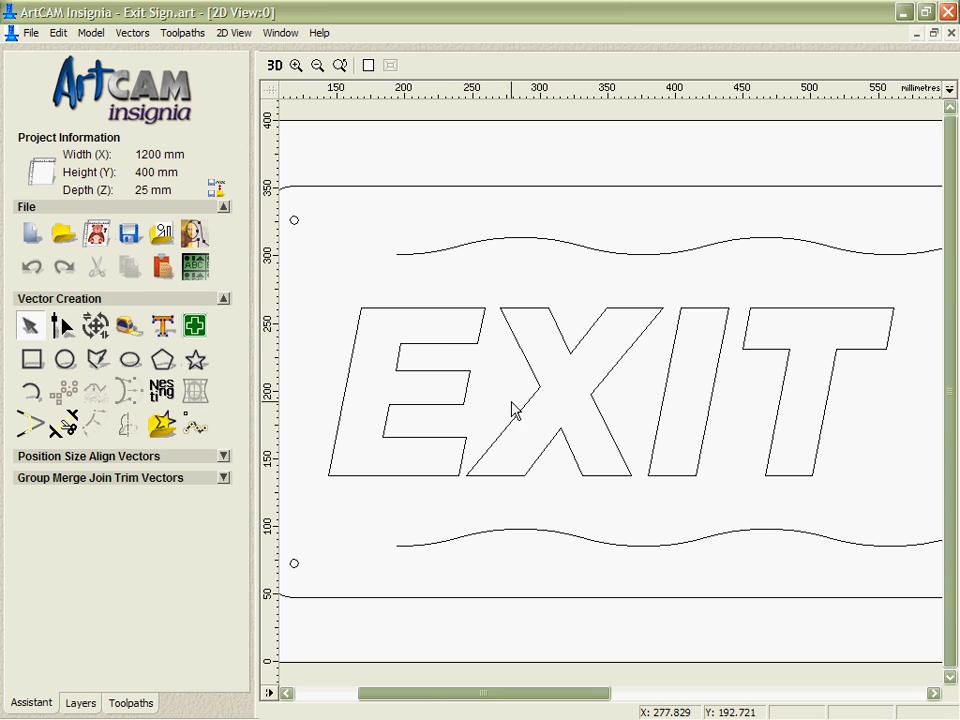 ArtCAM Insignia - Exit Sign.art - [2D View:0]
File Edit Model Vectors Toolpaths 2D View Window Help
ArtCAM
insignia
Project Information
Width (X): 1200 mm
Height (Y): 400 mm
Depth (Z): 25 mm
File
ABC
Vector Creation
Nes
ting
Position Size Align Vectors
Group Merge Join Trim Vectors
Assistant Layers Toolpaths
3D
150 200 250 300 350 400 450 500 550 millimetres
400
350
300
250
200
150
100
50
0
EXIT
X: 277.829 Y: 192.721